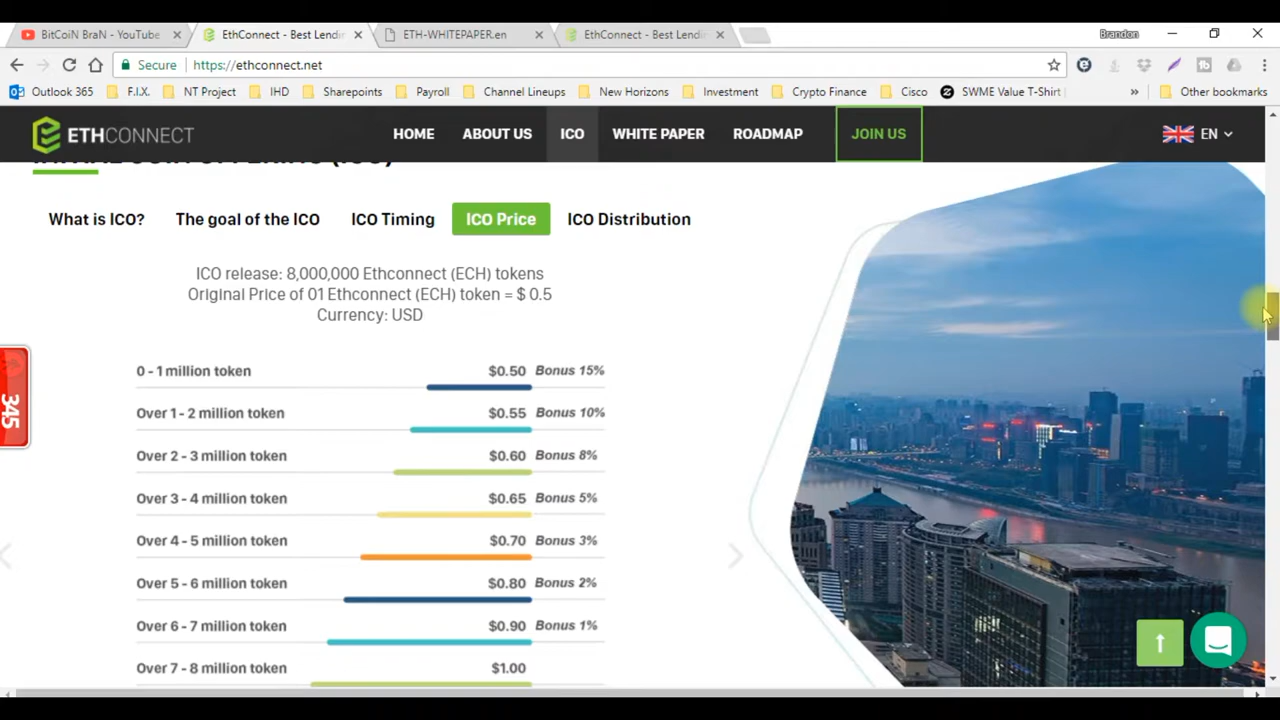 BitCoiN BraN - YouTube
EthConnect - Best Lendi
ETH-WHITEPAPER.en
EthConnect - Best Lendi
Brandon
Secure
https://ethconnect.net
Outlook 365
F.I.X.
NT Project
IHD
Sharepoints
Payroll
Channel Lineups
New Horizons
Investment
Crypto Finance
Cisco
SWME Value T-Shirt
Other bookmarks
ETHCONNECT
HOME
ABOUT US
ICO
WHITE PAPER
ROADMAP
JOIN US
EN
INITIAL COIN OFFERING (ICO)
What is ICO?
The goal of the ICO
ICO Timing
ICO Price
ICO Distribution
ICO release: 8,000,000 Ethconnect (ECH) tokens
Original Price of 01 Ethconnect (ECH) token = $ 0.5
Currency: USD
0 - 1 million token $0.50 Bonus 15%
Over 1 - 2 million token $0.55 Bonus 10%
Over 2 - 3 million token $0.60 Bonus 8%
Over 3 - 4 million token $0.65 Bonus 5%
Over 4 - 5 million token $0.70 Bonus 3%
Over 5 - 6 million token $0.80 Bonus 2%
Over 6 - 7 million token $0.90 Bonus 1%
Over 7 - 8 million token $1.00
345